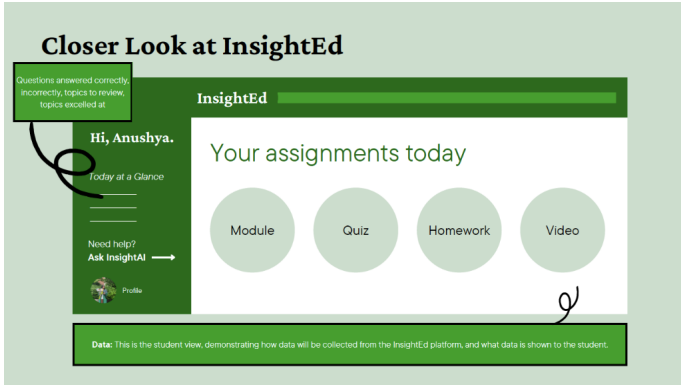 Closer Look at InsightEd
Questions answered correctly,
incorrectly, topics to review,
topics excelled at
InsightEd
Hi, Anushya.
Your assignments today
Today at a Glance
Module
Quiz
Homework
Video
Need help?
Ask InsightAI
Profile
Data: This is the student view, demonstrating how data will be collected from the InsightEd platform, and what data is shown to the student.